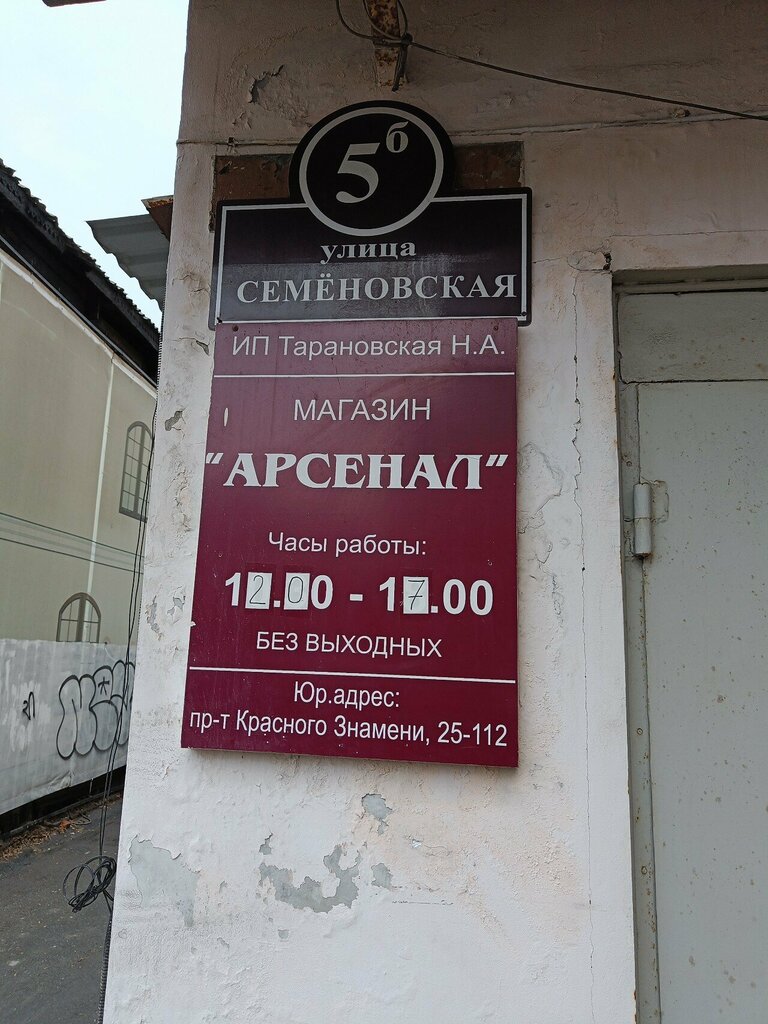 5б
улица
СЕМЁНОВСКАЯ
ИП Тарановская Н.А.
МАГАЗИН
"АРСЕНАЛ"
Часы работы:
12.00 - 17.00
БЕЗ ВЫХОДНЫХ
Юр.адрес:
пр-т Красного Знамени, 25-112